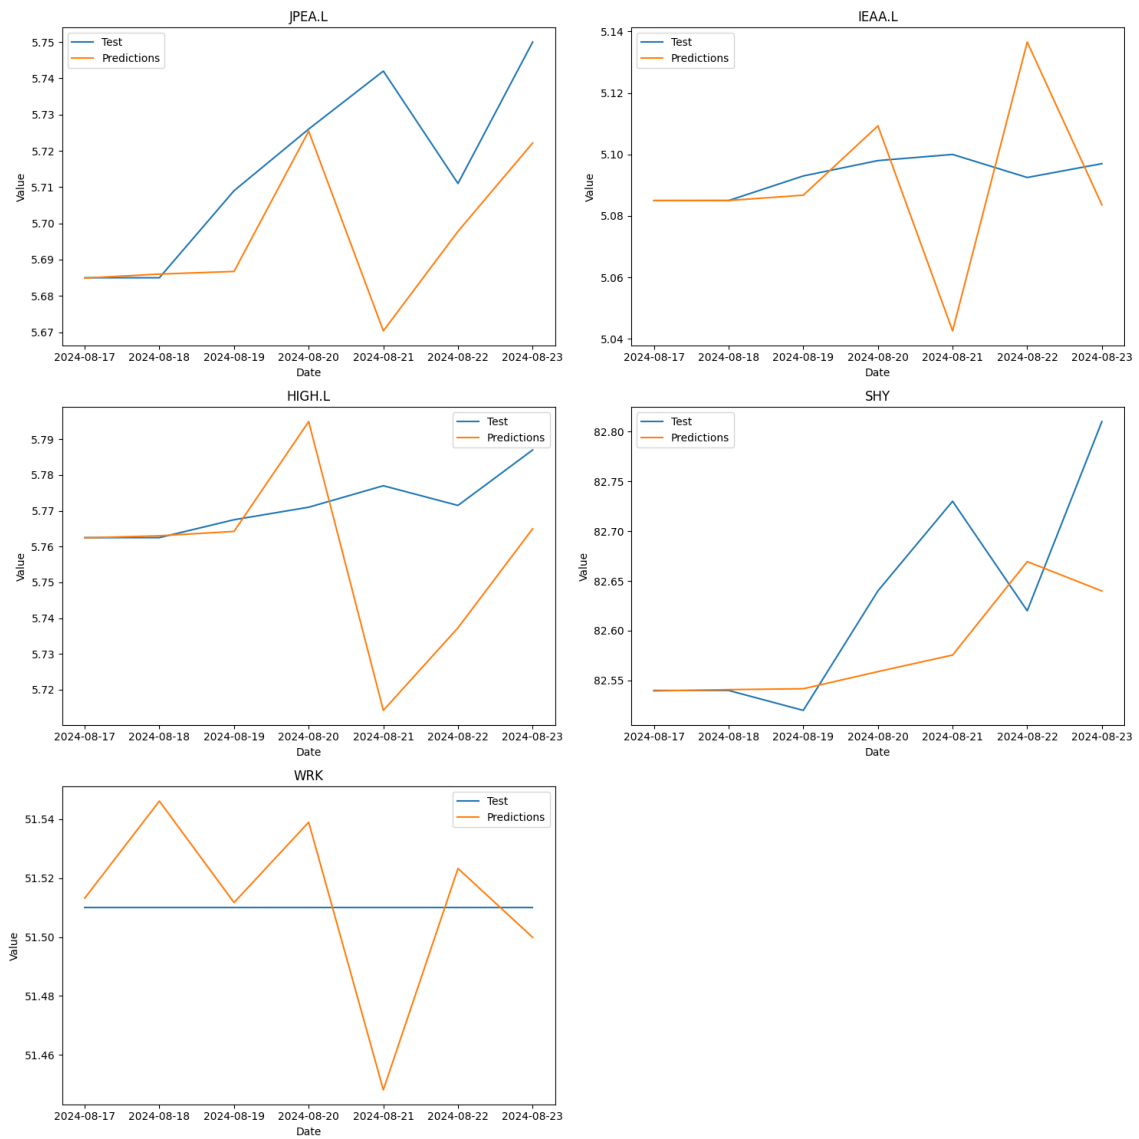 JPEA.L
Test
Predictions
5.75
5.74
5.73
5.72
5.71
5.70
5.69
5.68
5.67
Value
2024-08-17 2024-08-18 2024-08-19 2024-08-20 2024-08-21 2024-08-22 2024-08-23
Date
IEAA.L
Test
Predictions
5.14
5.12
5.10
5.08
5.06
5.04
Value
2024-08-17 2024-08-18 2024-08-19 2024-08-20 2024-08-21 2024-08-22 2024-08-23
Date
HIGH.L
Test
Predictions
5.79
5.78
5.77
5.76
5.75
5.74
5.73
5.72
Value
2024-08-17 2024-08-18 2024-08-19 2024-08-20 2024-08-21 2024-08-22 2024-08-23
Date
SHY
Test
Predictions
82.80
82.75
82.70
82.65
82.60
82.55
Value
2024-08-17 2024-08-18 2024-08-19 2024-08-20 2024-08-21 2024-08-22 2024-08-23
Date
WRK
Test
Predictions
51.54
51.52
51.50
51.48
51.46
Value
2024-08-17 2024-08-18 2024-08-19 2024-08-20 2024-08-21 2024-08-22 2024-08-23
Date